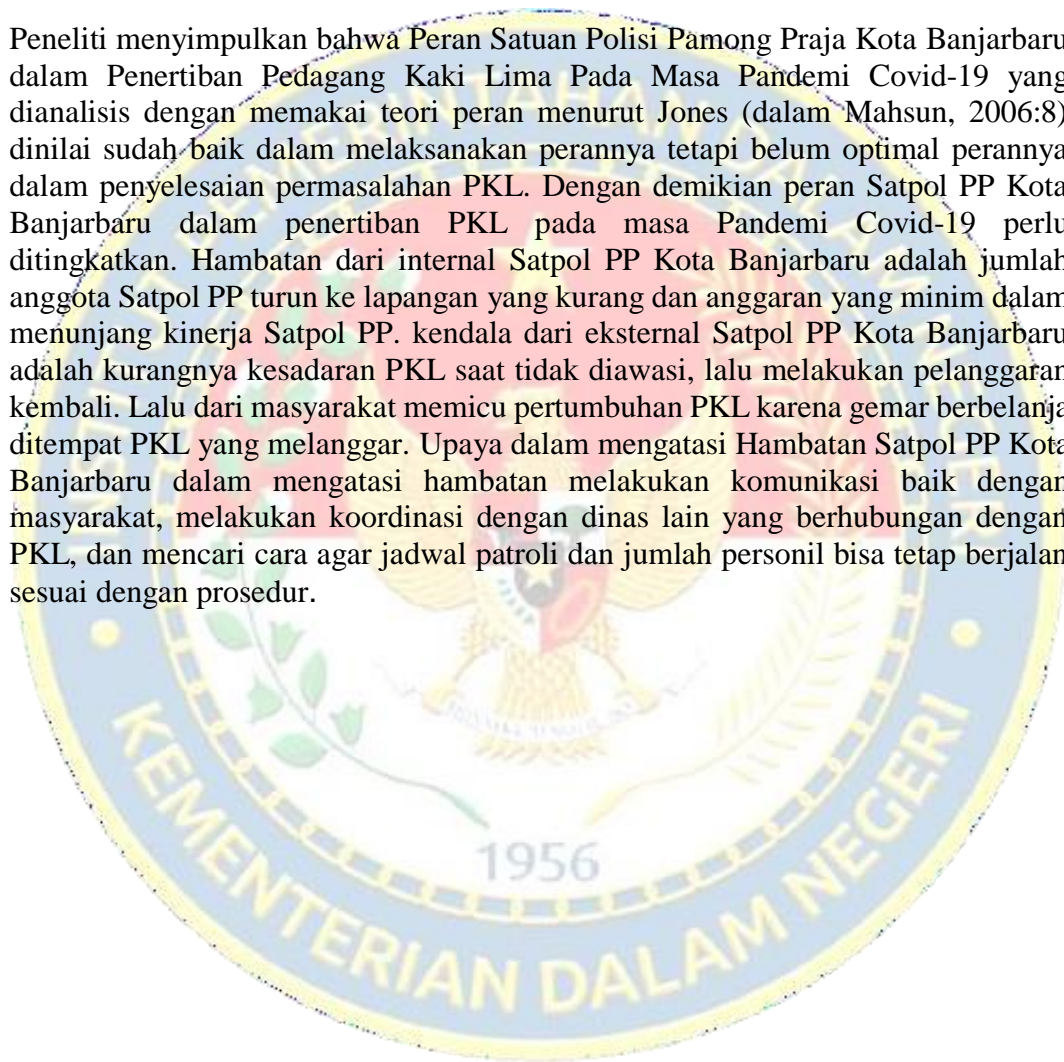 Peneliti menyimpulkan bahwa Peran Satuan Polisi Pamong Praja Kota Banjarbaru
dalam Penertiban Pedagang Kaki Lima Pada Masa Pandemi Covid-19 yang
dianalisis dengan memakai teori peran menurut Jones (dalam Mahsun, 2006:8)
dinilai sudah baik dalam melaksanakan perannya tetapi belum optimal perannya
dalam penyelesaian permasalahan PKL. Dengan demikian peran Satpol PP Kota
Banjarbaru dalam penertiban PKL pada masa Pandemi Covid-19 perlu
ditingkatkan. Hambatan dari internal Satpol PP Kota Banjarbaru adalah jumlah
anggota Satpol PP turun ke lapangan yang kurang dan anggaran yang minim dalam
menunjang kinerja Satpol PP. kendala dari eksternal Satpol PP Kota Banjarbaru
adalah kurangnya kesadaran PKL saat tidak diawasi, lalu melakukan pelanggaran
kembali. Lalu dari masyarakat memicu pertumbuhan PKL karena gemar berbelanja
ditempat PKL yang melanggar. Upaya dalam mengatasi Hambatan Satpol PP Kota
Banjarbaru dalam mengatasi hambatan melakukan komunikasi baik dengan
masyarakat, melakukan koordinasi dengan dinas lain yang berhubungan dengan
PKL, dan mencari cara agar jadwal patroli dan jumlah personil bisa tetap berjalan
sesuai dengan prosedur.
INSTITUT PEMERINTAHAN DALAM NEGERI
1956
KEMENTERIAN DALAM NEGERI